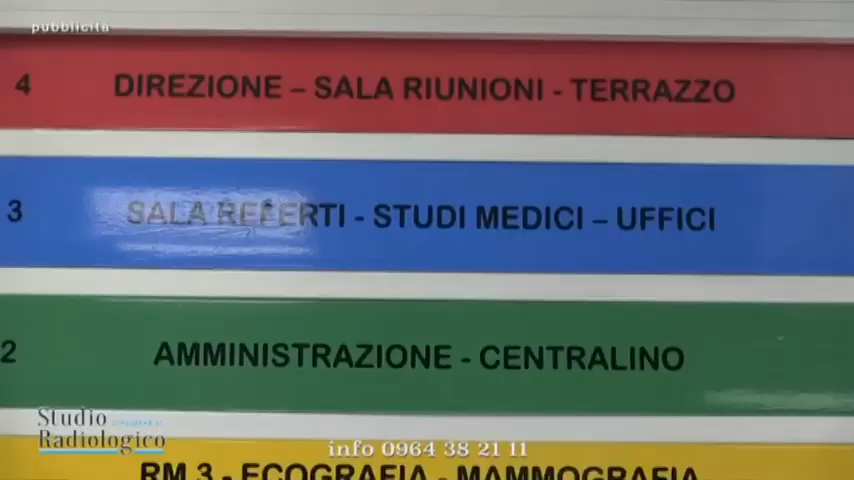 pubblicità
4 DIREZIONE – SALA RIUNIONI - TERRAZZO
3 SALA REFERTI - STUDI MEDICI – UFFICI
2 AMMINISTRAZIONE - CENTRALINO
Studio
Radiologico
info 0964 38 21 11
RM 3 - ECOGRAFIA - MAMMOGRAFIA